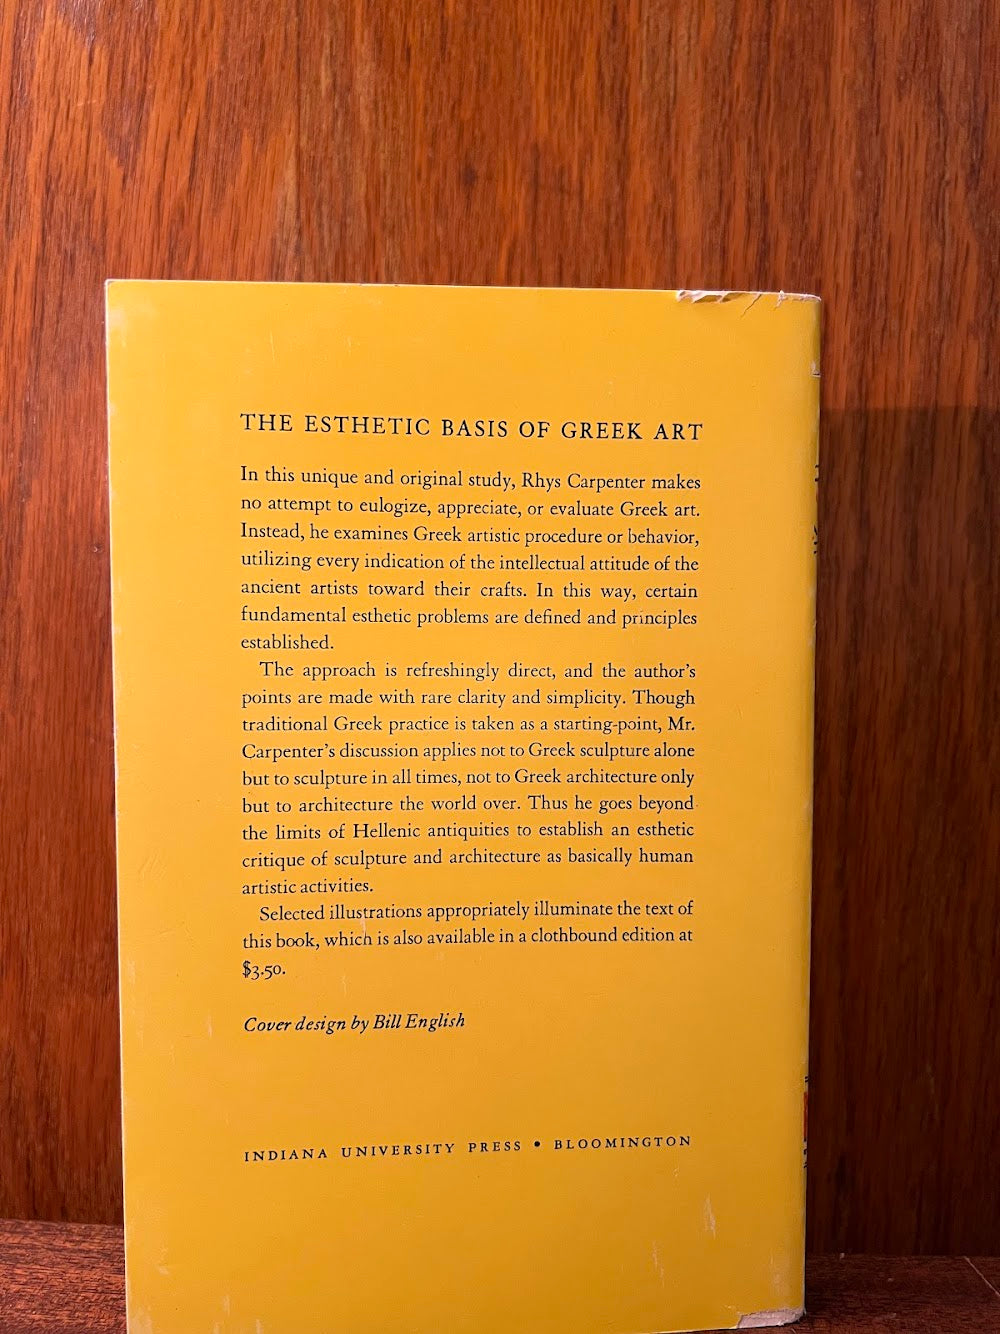 THE ESTHETIC BASIS OF GREEK ART
In this unique and original study, Rhys Carpenter makes
no attempt to eulogize, appreciate, or evaluate Greek art.
Instead, he examines Greek artistic procedure or behavior,
utilizing every indication of the intellectual attitude of the
ancient artists toward their crafts. In this way, certain
fundamental esthetic problems are defined and principles
established.
The approach is refreshingly direct, and the author's
points are made with rare clarity and simplicity. Though
traditional Greek practice is taken as a starting-point, Mr.
Carpenter's discussion applies not to Greek sculpture alone
but to sculpture in all times, not to Greek architecture only
but to architecture the world over. Thus he goes beyond
the limits of Hellenic antiquities to establish an esthetic
critique of sculpture and architecture as basically human
artistic activities.
Selected illustrations appropriately illuminate the text of
this book, which is also available in a clothbound edition at
$3.50.
Cover design by Bill English
INDIANA UNIVERSITY PRESS • BLOOMINGTON